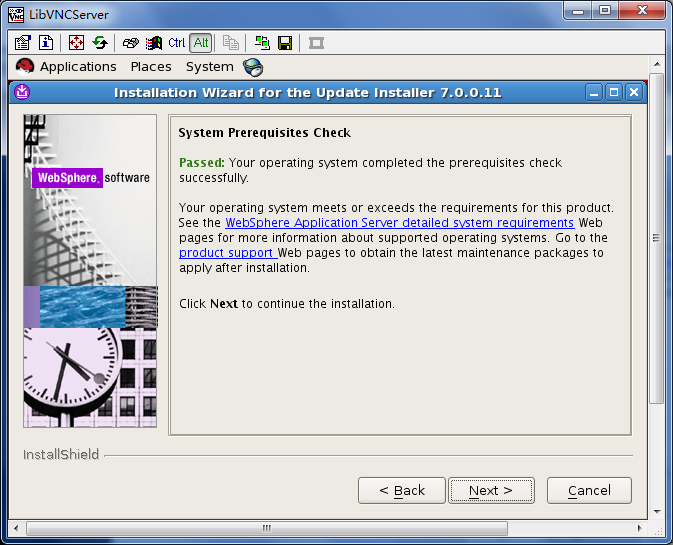 LibVNCServer
Ctrl Alt
Applications Places System
Installation Wizard for the Update Installer 7.0.0.11
WebSphere. software
System Prerequisites Check
Passed: Your operating system completed the prerequisites check
successfully.
Your operating system meets or exceeds the requirements for this product.
See the WebSphere Application Server detailed system requirements Web
pages for more information about supported operating systems. Go to the
product support Web pages to obtain the latest maintenance packages to
apply after installation.
Click Next to continue the installation.
InstallShield
< Back Next > Cancel